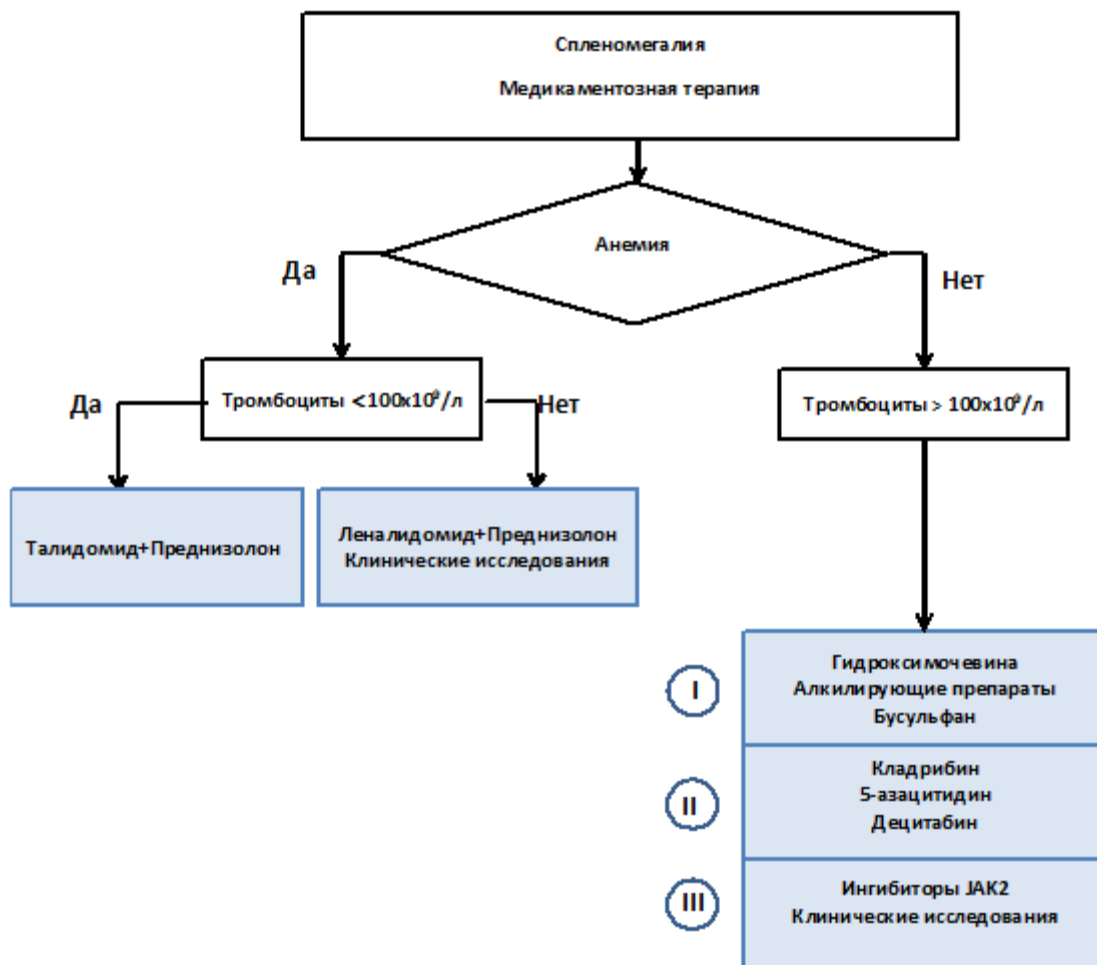 Спленомегалия
Медикаментозная терапия
Анемия
Да
Нет
Тромбоциты <100x10⁹/л
Тромбоциты > 100x10⁹/л
Да
Нет
Талидомид+Преднизолон
Леналидомид+Преднизолон
Клинические исследования
I
Гидроксимочевина
Алкилирующие препараты
Бусульфан
II
Кладрибин
5-азацитидин
Децитабин
III
Ингибиторы JAK2
Клинические исследования